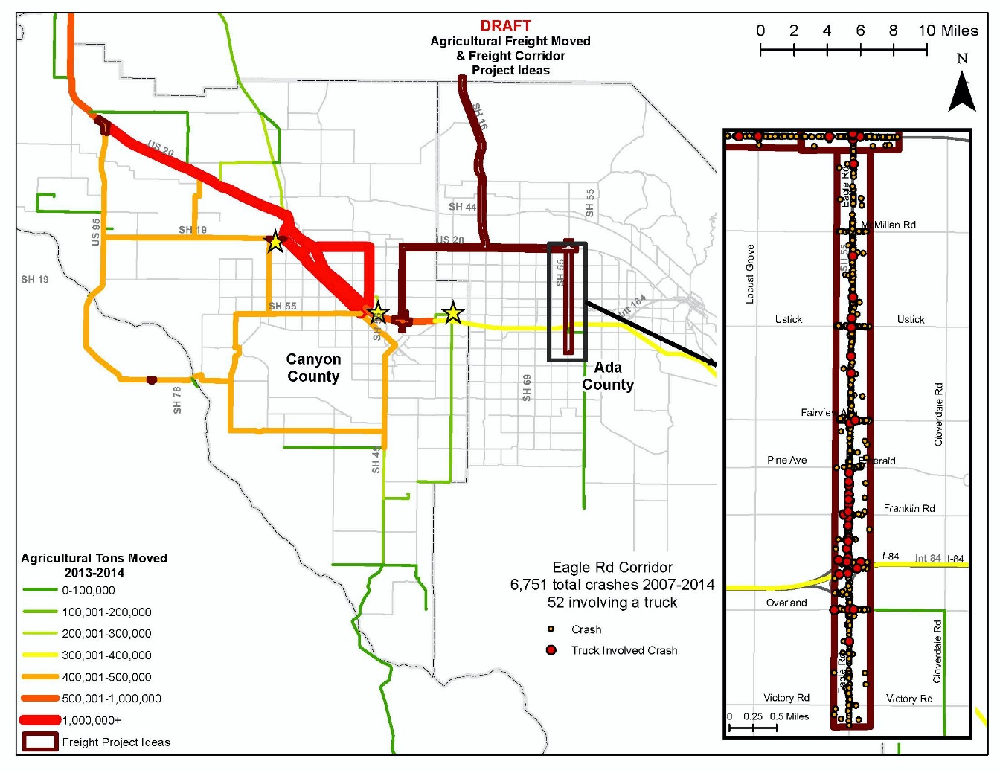 DRAFT
Agricultural Freight Moved
& Freight Corridor
Project Ideas
0 2 4 6 8 10 Miles
N
SH 16
US 20
SH 44
SH 55
US 95
SH 19
US 20
SH 55
SH 19
SH 55
Int 184
Canyon
County
Ada
County
SH 69
SH 78
SH 45
Agricultural Tons Moved
2013-2014
0-100,000
100,001-200,000
200,001-300,000
300,001-400,000
400,001-500,000
500,001-1,000,000
1,000,000+
Freight Project Ideas
Eagle Rd Corridor
6,751 total crashes 2007-2014
52 involving a truck
Crash
Truck Involved Crash
Eagle Rd
McMillan Rd
SH 55
Locust Grove
Ustick
Ustick
Cloverdale Rd
Fairview Ave
Pine Ave
Emerald
Franklin Rd
I-84
Int 84
I-84
Overland
Cloverdale Rd
Eagle Rd
Victory Rd
Victory Rd
0 0.25 0.5 Miles